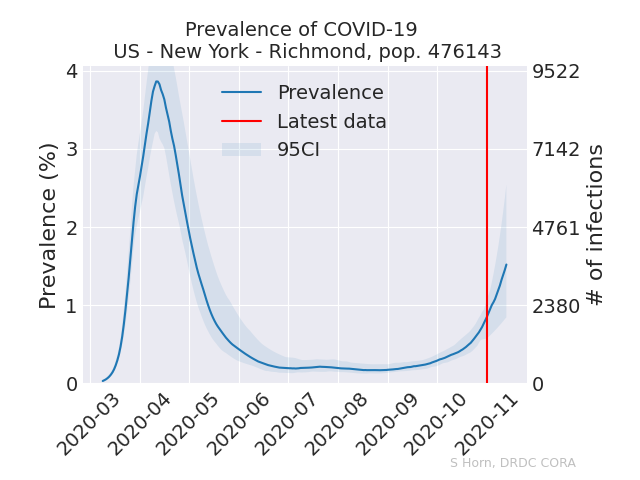 Prevalence of COVID-19
US - New York - Richmond, pop. 476143
Prevalence
Latest data
95CI
Prevalence (%)
4
3
2
1
0
9522
7142
4761
2380
0
# of infections
2020-03
2020-04
2020-05
2020-06
2020-07
2020-08
2020-09
2020-10
2020-11
S Horn, DRDC CORA